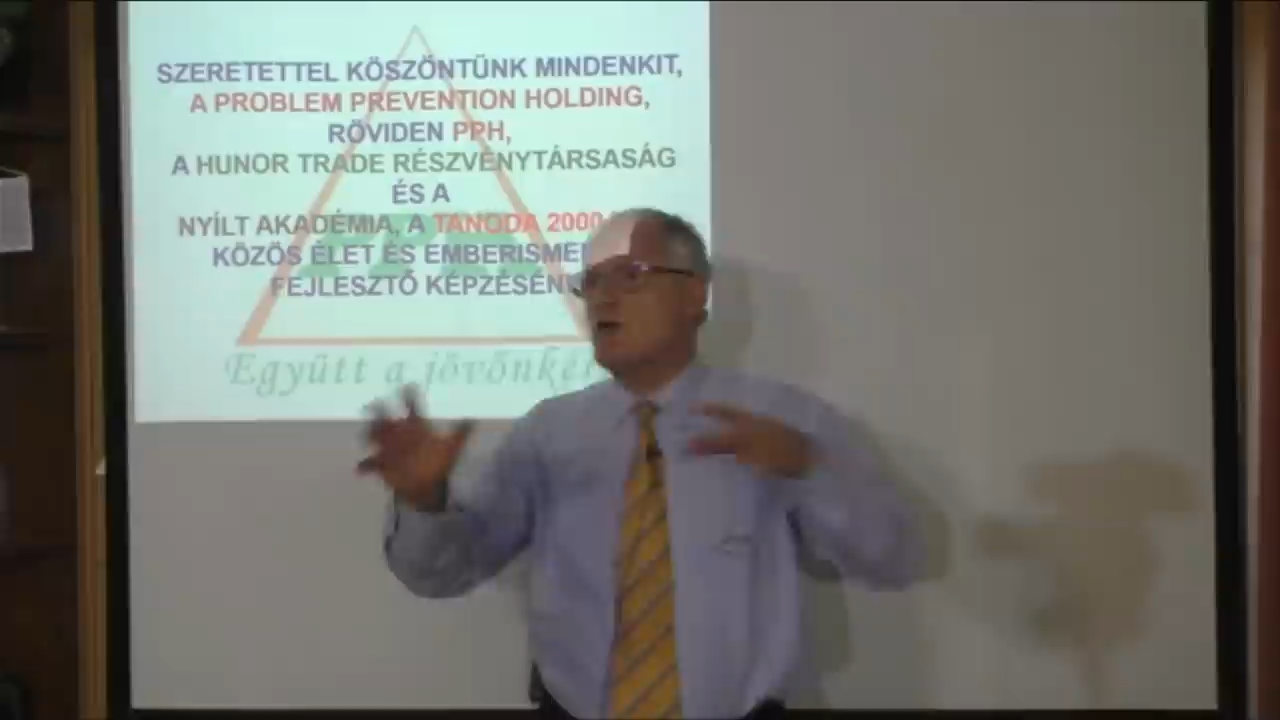 SZERETETTEL KÖSZÖNTÜNK MINDENKIT,
A PROBLEM PREVENTION HOLDING,
RÖVIDEN PPH,
A HUNOR TRADE RÉSZVÉNYTÁRSASÁG
ÉS A
NYÍLT AKADÉMIA, A TANODA 2000
KÖZÖS ÉLET ÉS
FEJLESZTŐ
Együtt a